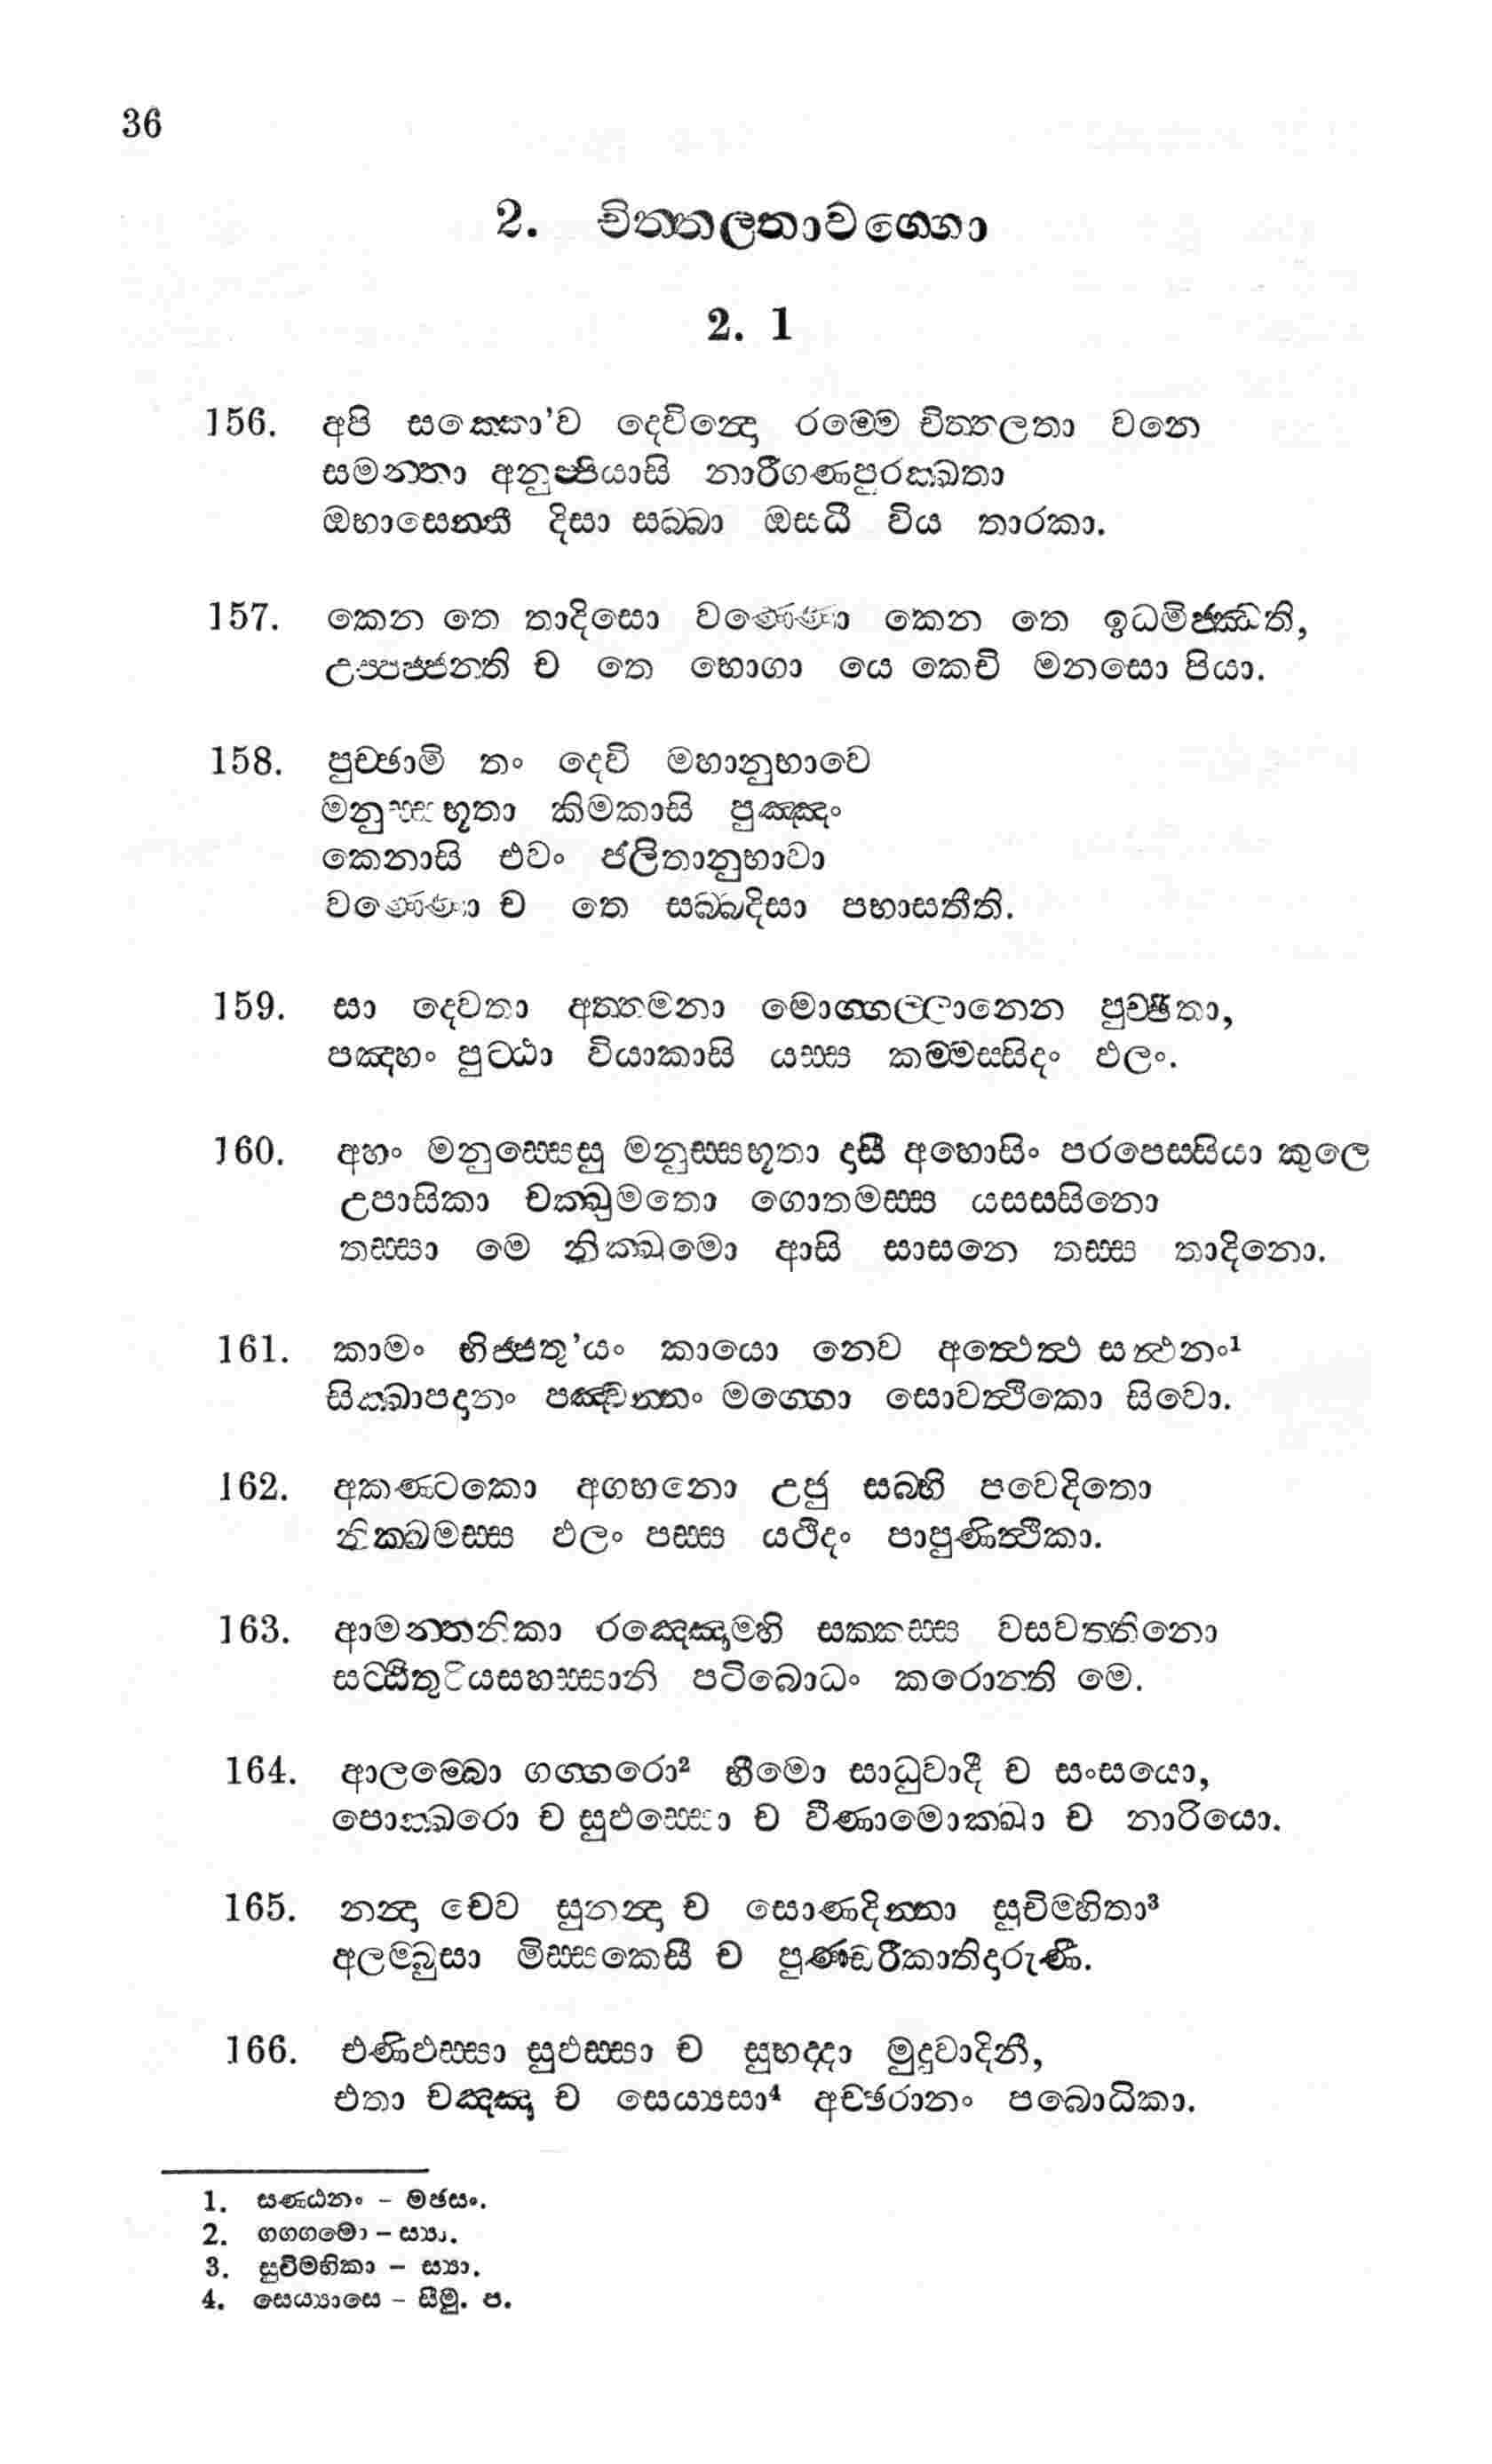 36
2. චිත්තලතාවග්ගො
2. 1
156. අපි සක්කො'ව දෙවින්දො රම්මෙ චිත්තලතා වනෙ
සමන්තා අනුප්පියාසි නාරීගණපුරක්ඛතා
ඔභාසෙන්තී දිසා සබ්බා ඔසධී විය තාරකා.
157. කෙන තෙ තාදිසො වණ්ණො කෙන තෙ ඉධමිජ්ඣති,
උප්පජ්ජන්ති ච තෙ භොගා යෙ කෙචි මනසො පියා.
158. පුච්ඡාමි තං දෙවි මහානුභාවෙ
මනුස්සභූතා කිමකාසි පුඤ්ඤං
කෙනාසි එවං ජලිතානුභාවා
වණ්ණො ච තෙ සබ්බදිසා පභාසතීති.
159. සා දෙවතා අත්තමනා මොග්ගල්ලානෙන පුච්ඡිතා,
පඤ්හං පුට්ඨා වියාකාසි යස්ස කම්මස්සිදං ඵලං.
160. අහං මනුස්සෙසු මනුස්සභූතා දාසී අහොසිං පරපෙස්සියා කුලෙ
උපාසිකා චක්ඛුමතො ගොතමස්ස යසස්සිනො
තස්සා මෙ නික්ඛමො ආසි සාසනෙ තස්ස තාදිනො.
161. කාමං භිජ්ජතු'යං කායො නෙව අත්ථෙත්ථ සන්ථනං¹
සික්ඛාපදානං පඤ්චන්නං මග්ගො සොවත්ථිකො සිවො.
162. අකණ්ටකො අගහනො උජු සබ්භි පවෙදිතො
නික්ඛමස්ස ඵලං පස්ස යථිදං පාපුණිත්ථිකා.
163. ආමන්තනිකා රඤ්ඤොම්හි සක්කස්ස වසවත්තිනො
සට්ඨිතුරියසහස්සානි පටිබොධං කරොන්ති මෙ.
164. ආලම්බො ගග්ගරො² භීමො සාධුවාදී ච සංසයො,
පොක්ඛරො ච සුඵස්සො ච වීණාමොක්ඛා ච නාරියො.
165. නන්දා චෙව සුනන්දා ච සොණදින්නා සුචිම්හිතා³
අලම්බුසා මිස්සකෙසී ච පුණ්ඩරීකාතිදාරුණී.
166. එණිඵස්සා සුඵස්සා ච සුභද්දා මුදුවාදිනී,
එතා චඤ්ඤා ච සෙය්‍යසා⁴ අච්ඡරානං පබොධිකා.
1. සණ්ඨනං - මජසං.
2. ගග්ගමො - ස්‍යා.
3. සුචිම්භිකා - ස්‍යා.
4. සෙය්‍යාසෙ - සීමු. ප.